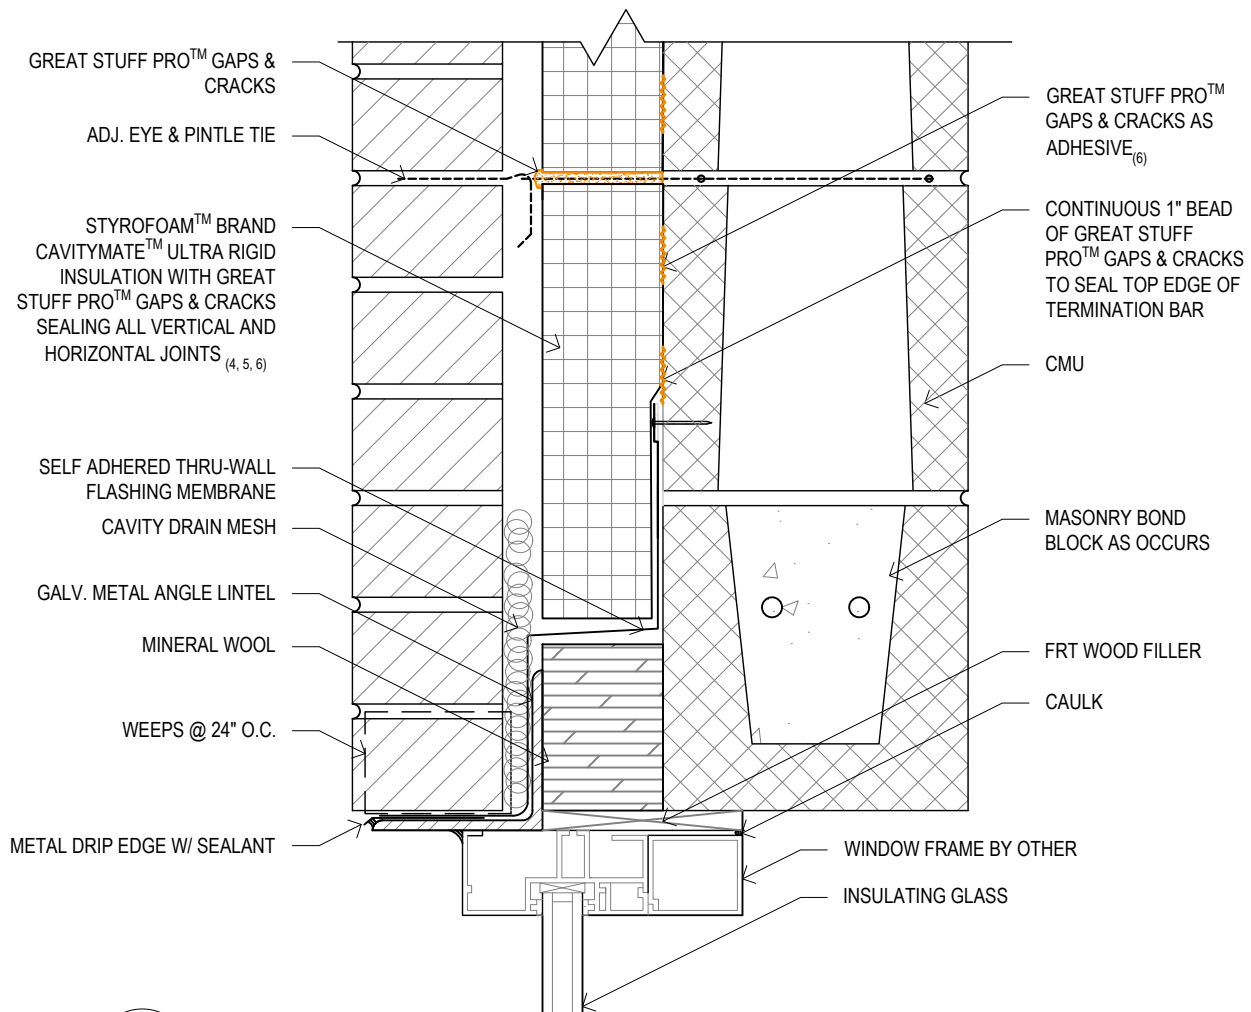 GREAT STUFF PRO™ GAPS &
CRACKS
ADJ. EYE & PINTLE TIE
STYROFOAM™ BRAND
CAVITYMATE™ ULTRA RIGID
INSULATION WITH GREAT
STUFF PRO™ GAPS & CRACKS
SEALING ALL VERTICAL AND
HORIZONTAL JOINTS (4, 5, 6)
SELF ADHERED THRU-WALL
FLASHING MEMBRANE
CAVITY DRAIN MESH
GALV. METAL ANGLE LINTEL
MINERAL WOOL
WEEPS @ 24" O.C.
METAL DRIP EDGE W/ SEALANT
GREAT STUFF PRO™
GAPS & CRACKS AS
ADHESIVE(6)
CONTINUOUS 1" BEAD
OF GREAT STUFF
PRO™ GAPS & CRACKS
TO SEAL TOP EDGE OF
TERMINATION BAR
CMU
MASONRY BOND
BLOCK AS OCCURS
FRT WOOD FILLER
CAULK
WINDOW FRAME BY OTHER
INSULATING GLASS